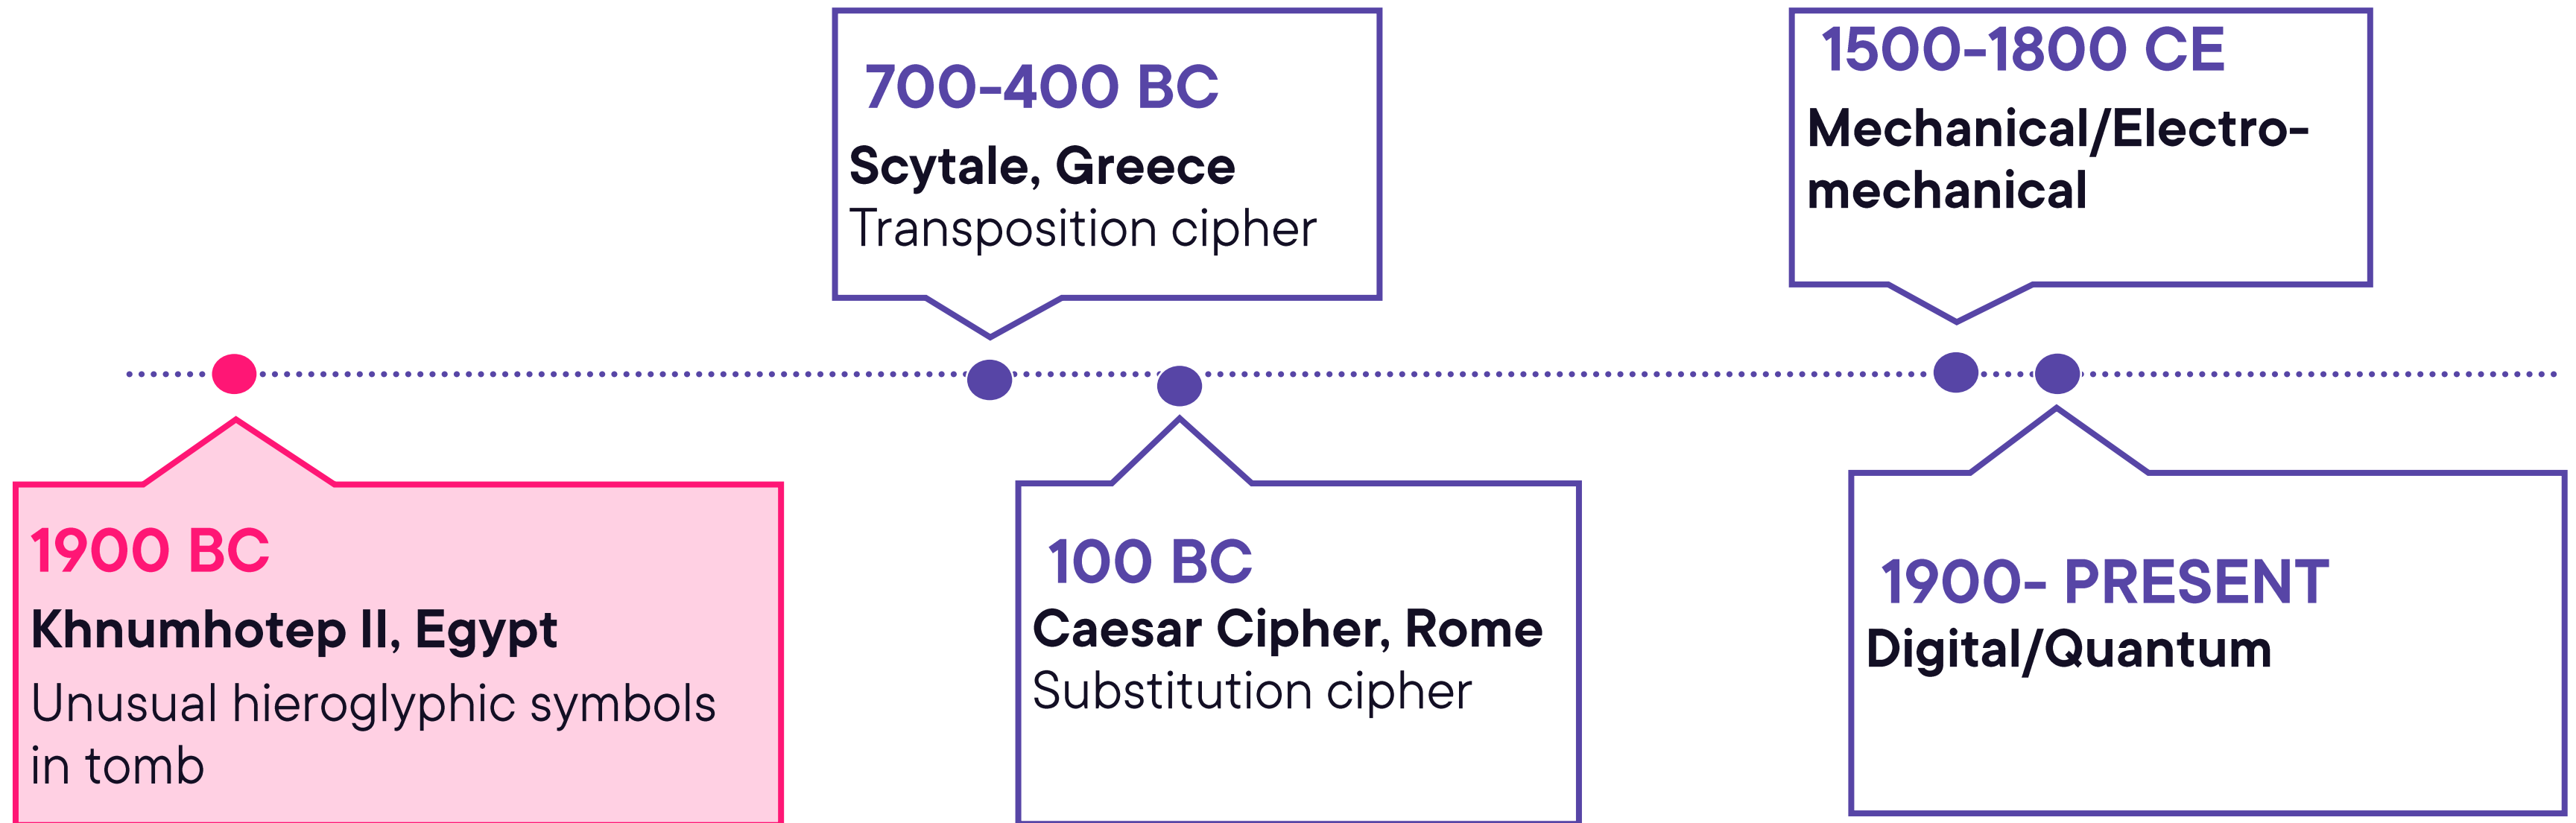 1900 BC
Khnumhotep II, Egypt
Unusual hieroglyphic symbols
in tomb
700-400 BC
Scytale, Greece
Transposition cipher
100 BC
Caesar Cipher, Rome
Substitution cipher
1500-1800 CE
Mechanical/Electro-
mechanical
1900- PRESENT
Digital/Quantum